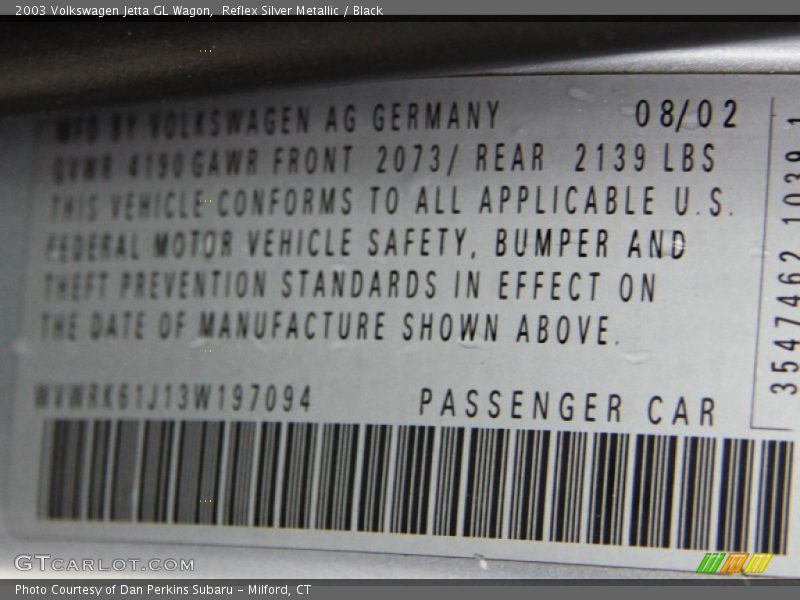 2003 Volkswagen Jetta GL Wagon,  Reflex Silver Metallic / Black
MFD BY VOLKSWAGEN AG GERMANY 08/02
GVWR 4190 GAWR FRONT 2073/ REAR 2139 LBS
THIS VEHICLE CONFORMS TO ALL APPLICABLE U.S.
FEDERAL MOTOR VEHICLE SAFETY, BUMPER AND
THEFT PREVENTION STANDARDS IN EFFECT ON
THE DATE OF MANUFACTURE SHOWN ABOVE.
WVWRK61J13W197094 PASSENGER CAR
3547462 1039 1
GTCARLOT.COM
Photo Courtesy of Dan Perkins Subaru - Milford, CT